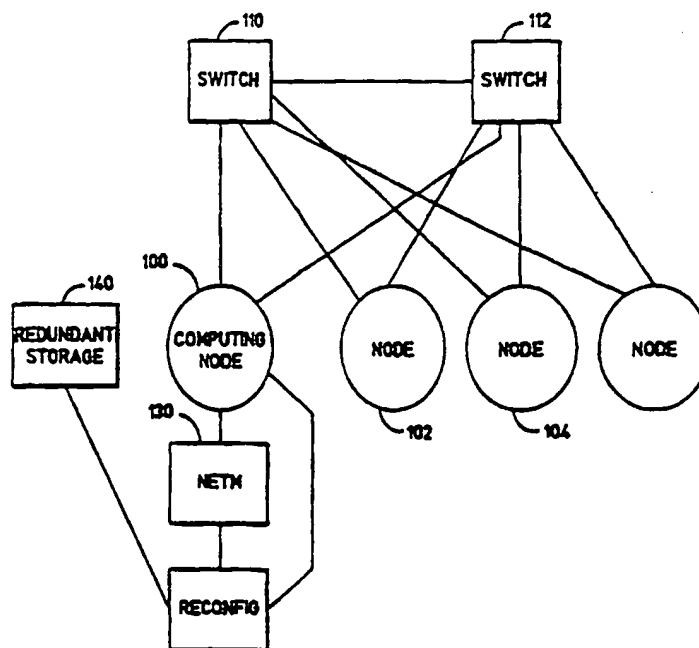 110
112
SWITCH
SWITCH
100
140
REDUNDANT
STORAGE
COMPUTING
NODE
NODE
NODE
NODE
130
102
104
NETM
RECONFIG